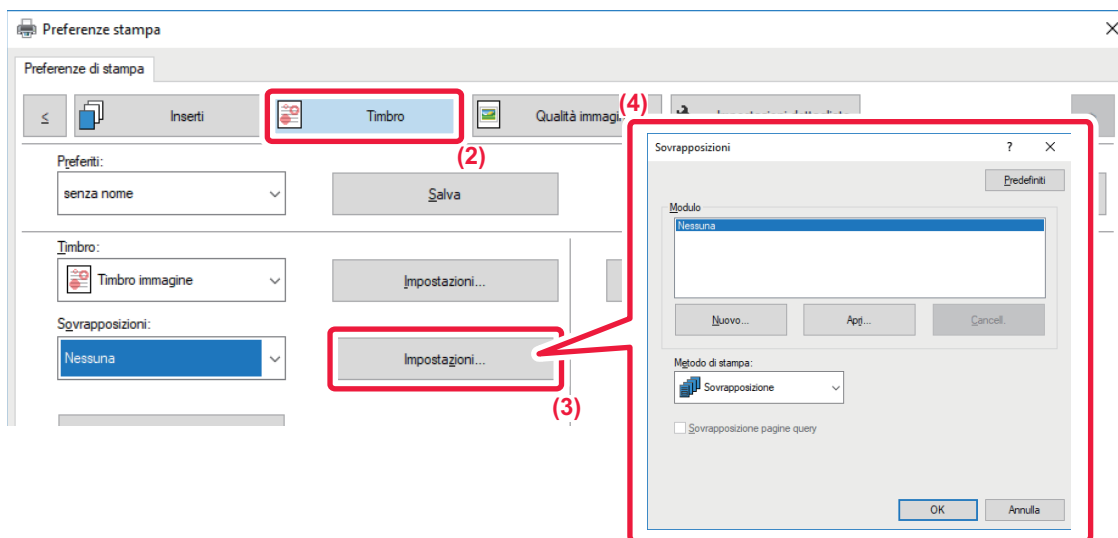 Preferenze stampa
Preferenze di stampa
<
Inserti
Timbro
Qualità immagi
(4)
(2)
Preferiti:
senza nome
Salva
Timbro:
Timbro immagine
Impostazioni...
Sovrapposizioni:
Nessuna
Impostazioni...
(3)
Sovrapposizioni
?
Predefiniti
Modulo
Nessuna
Nuovo...
Apri...
Cancell.
Metodo di stampa:
Sovrapposizione
Sovrapposizione pagine query
OK
Annulla